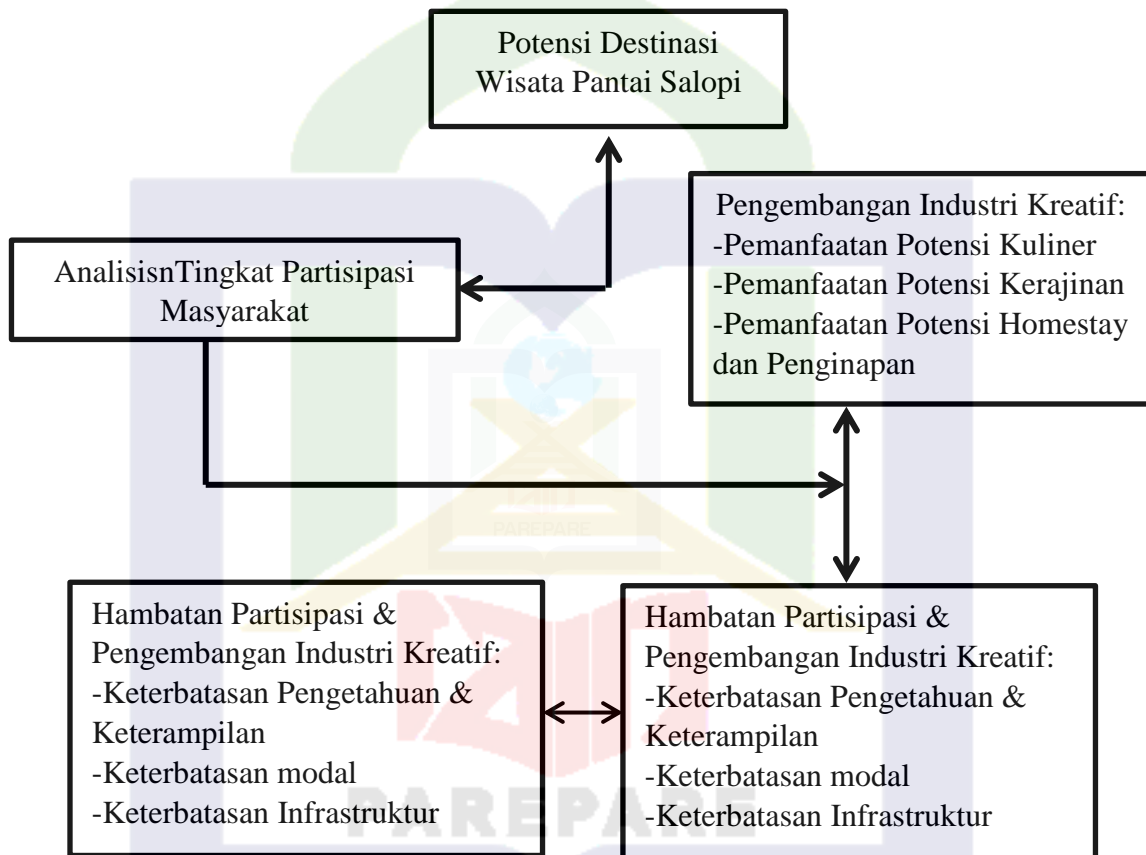 Potensi Destinasi
Wisata Pantai Salopi
Pengembangan Industri Kreatif:
-Pemanfaatan Potensi Kuliner
-Pemanfaatan Potensi Kerajinan
-Pemanfaatan Potensi Homestay
dan Penginapan
AnalisisnTingkat Partisipasi
Masyarakat
PAREPARE
Hambatan Partisipasi &
Pengembangan Industri Kreatif:
-Keterbatasan Pengetahuan &
Keterampilan
-Keterbatasan modal
-Keterbatasan Infrastruktur
Hambatan Partisipasi &
Pengembangan Industri Kreatif:
-Keterbatasan Pengetahuan &
Keterampilan
-Keterbatasan modal
-Keterbatasan Infrastruktur
PAREPARE